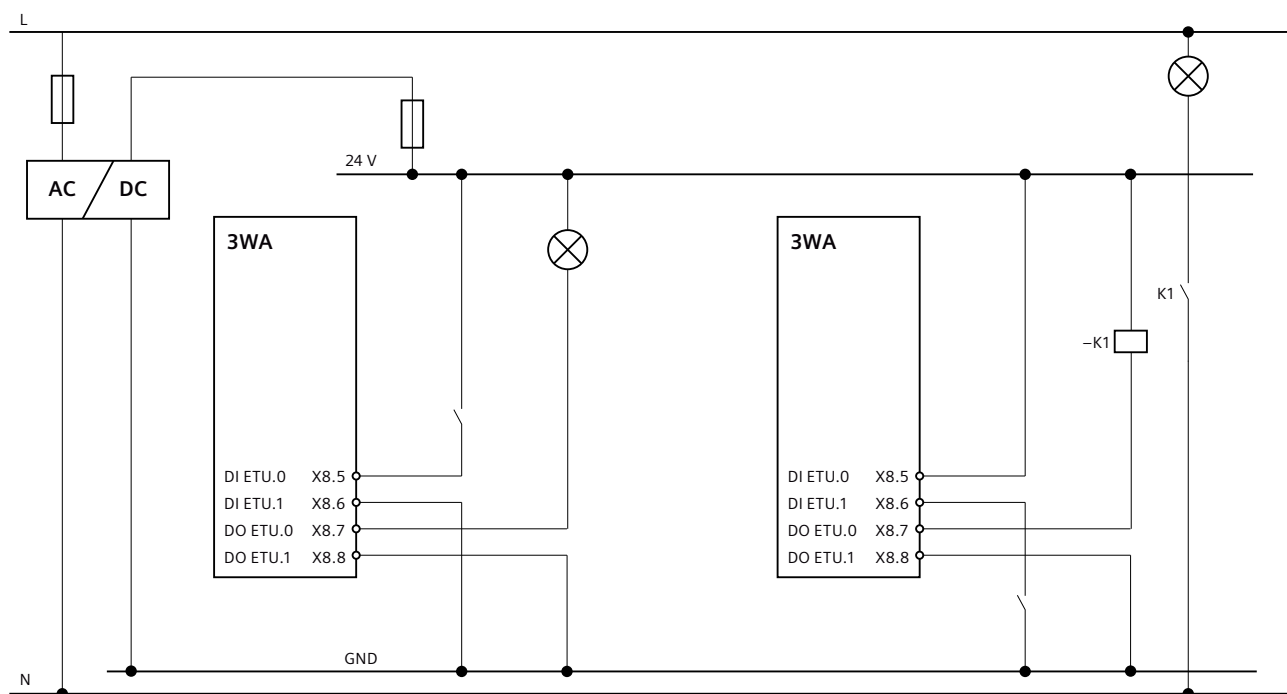 L
24 V
AC
DC
3WA
3WA
K1
–K1
DI ETU.0 X8.5
DI ETU.1 X8.6
DO ETU.0 X8.7
DO ETU.1 X8.8
DI ETU.0 X8.5
DI ETU.1 X8.6
DO ETU.0 X8.7
DO ETU.1 X8.8
GND
N